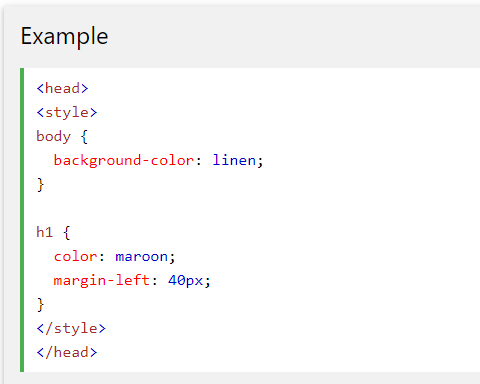 Example
<head>
<style>
body {
  background-color: linen;
}

h1 {
  color: maroon;
  margin-left: 40px;
}
</style>
</head>